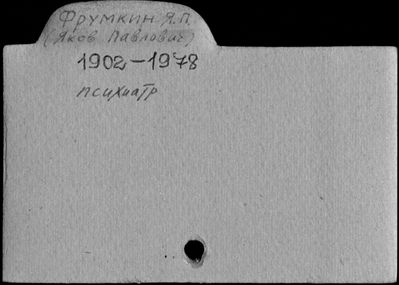 Фрумкин Я.П.
(Яков Павлович)
1902-1978
психиатр